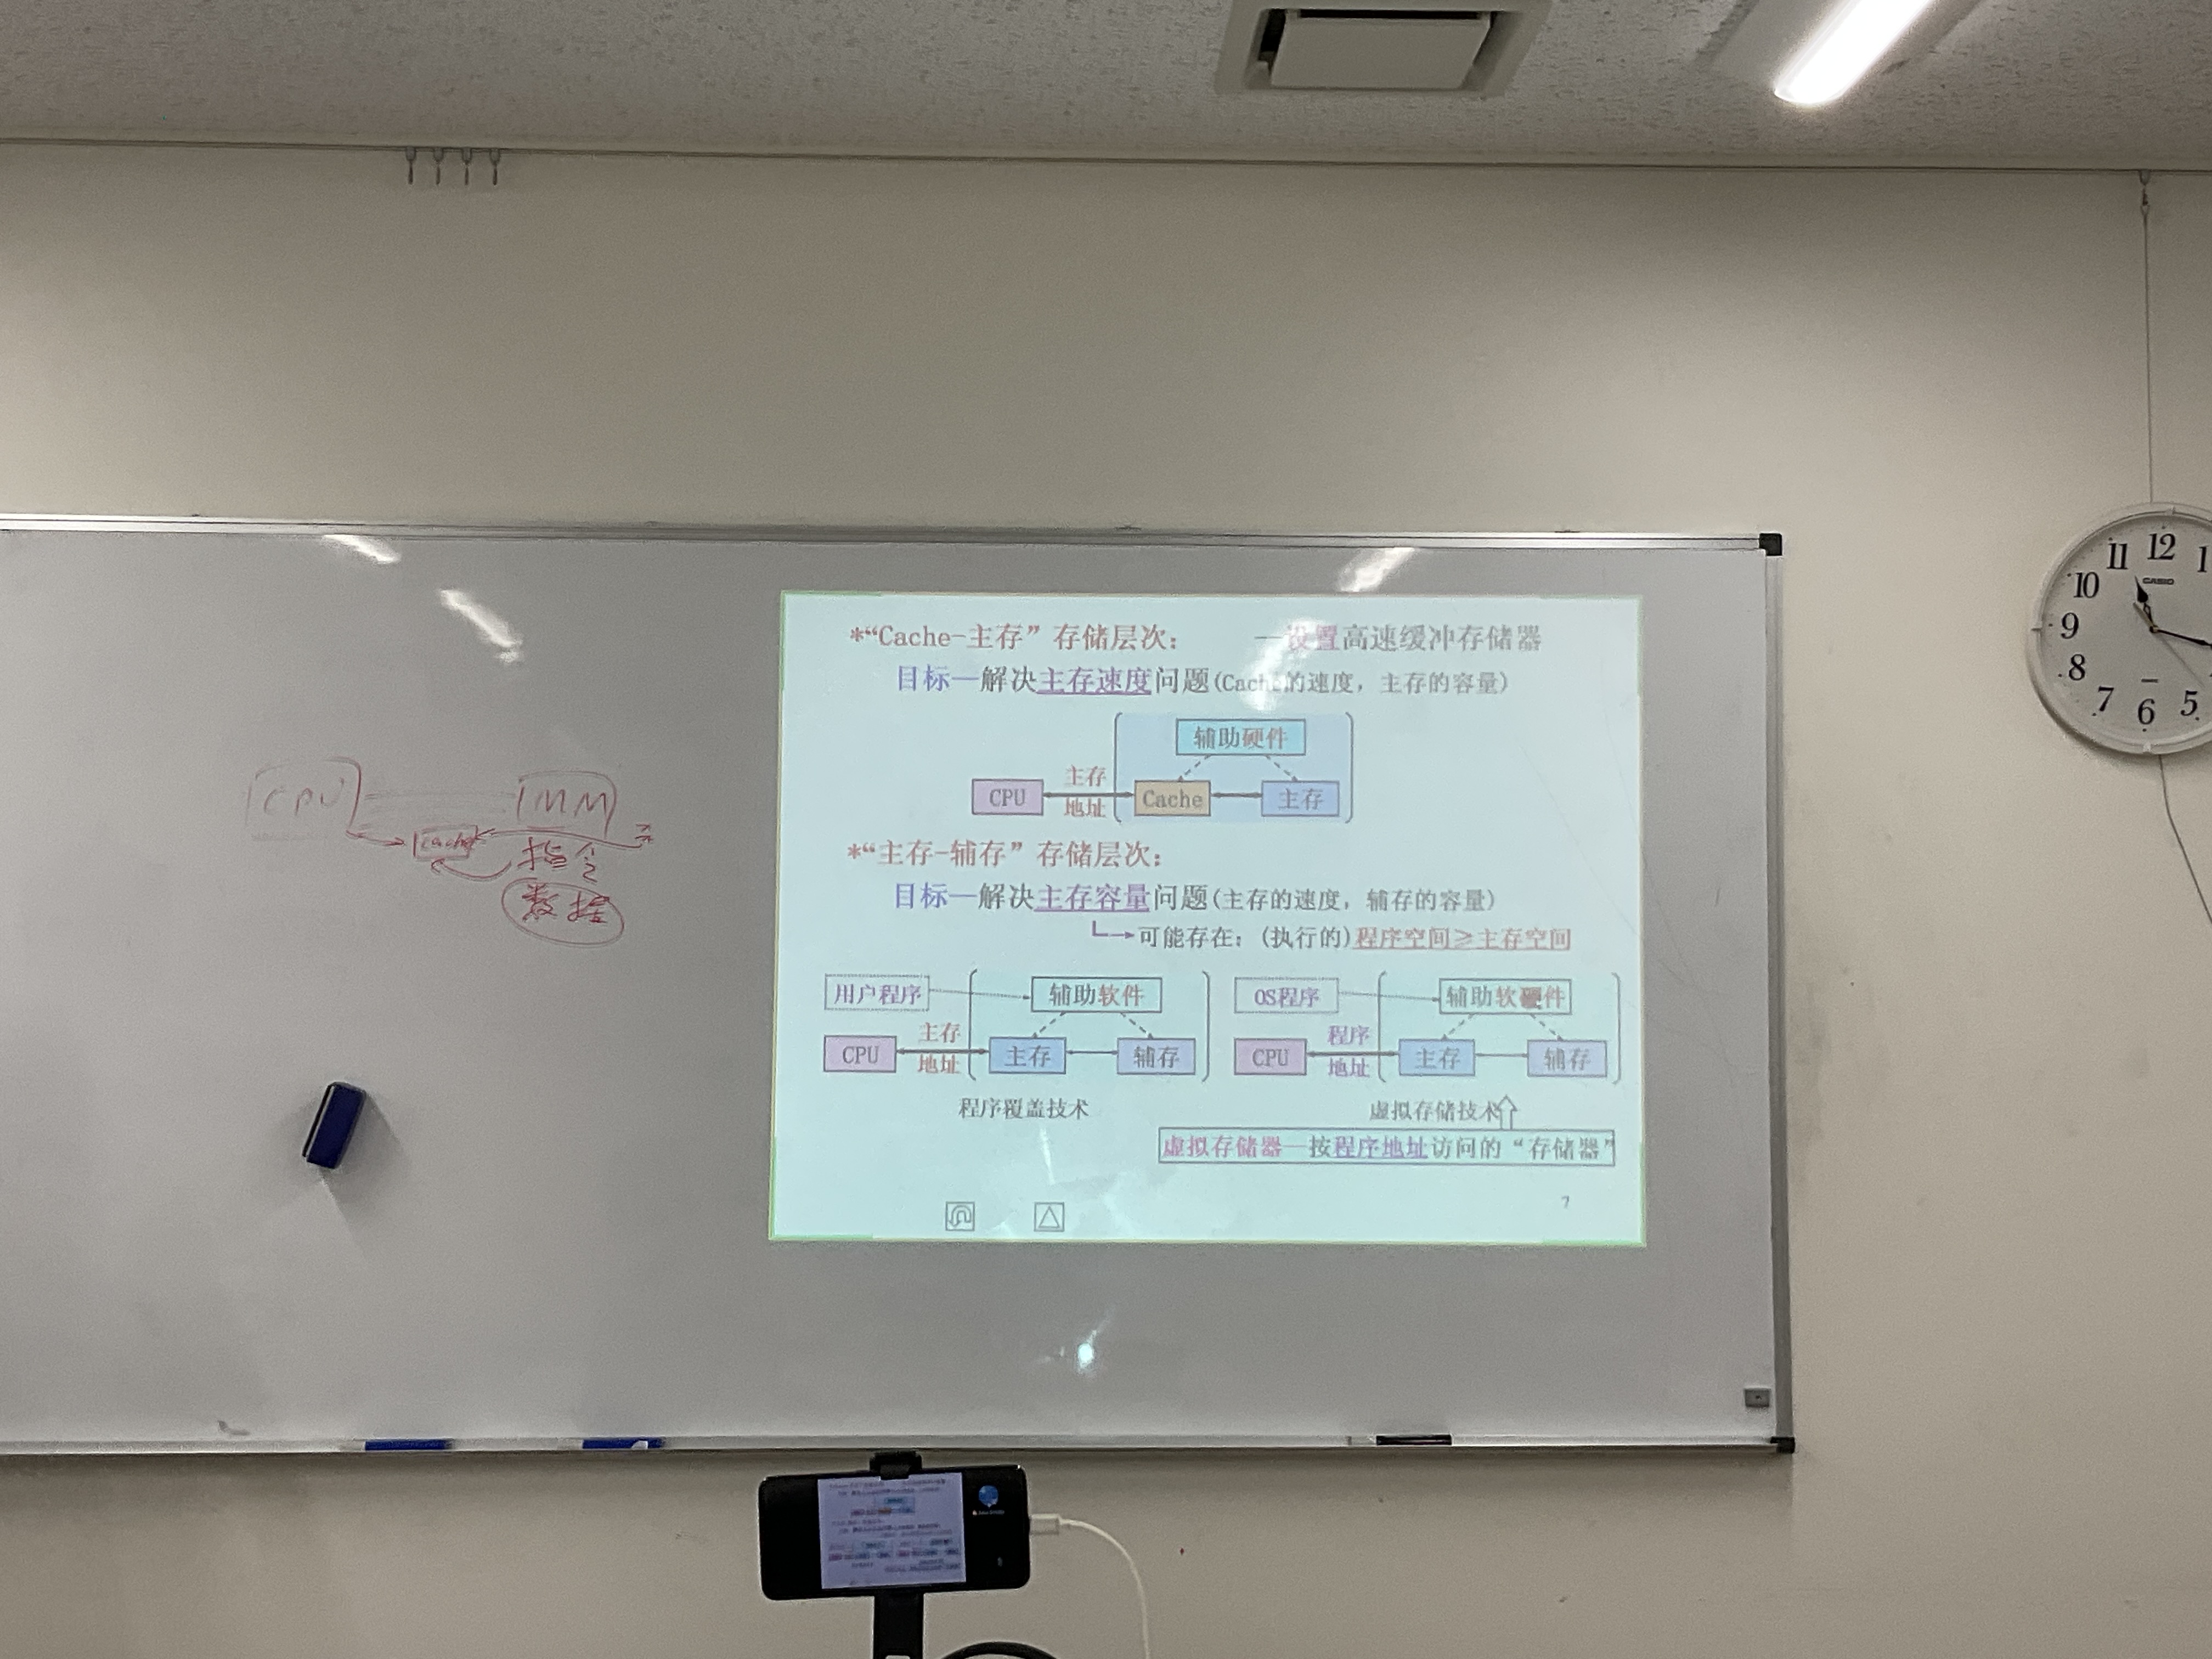 CPU
MM
Cache
指令
数据
*“Cache-主存”存储层次： —设置高速缓冲存储器
目标—解决主存速度问题(Cache的速度，主存的容量)
辅助硬件
CPU 主存地址 Cache 主存
*“主存-辅存”存储层次：
目标—解决主存容量问题(主存的速度，辅存的容量)
可能存在：(执行的)程序空间≥主存空间
用户程序 辅助软件
CPU 主存地址 主存 辅存
程序覆盖技术
OS程序 辅助软硬件
CPU 程序地址 主存 辅存
虚拟存储技术
虚拟存储器—按程序地址访问的“存储器”
7
11 12 1
10
9
8
7 6 5
CASIO